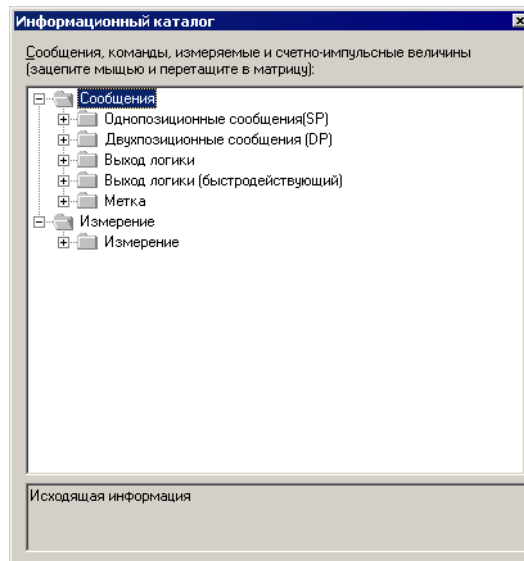 Информационный каталог
Сообщения, команды, измеряемые и счетно-импульсные величины
(зацепите мышью и перетащите в матрицу):
Сообщения
Однопозиционные сообщения(SP)
Двухпозиционные сообщения (DP)
Выход логики
Выход логики (быстродействующий)
Метка
Измерение
Измерение
Исходящая информация